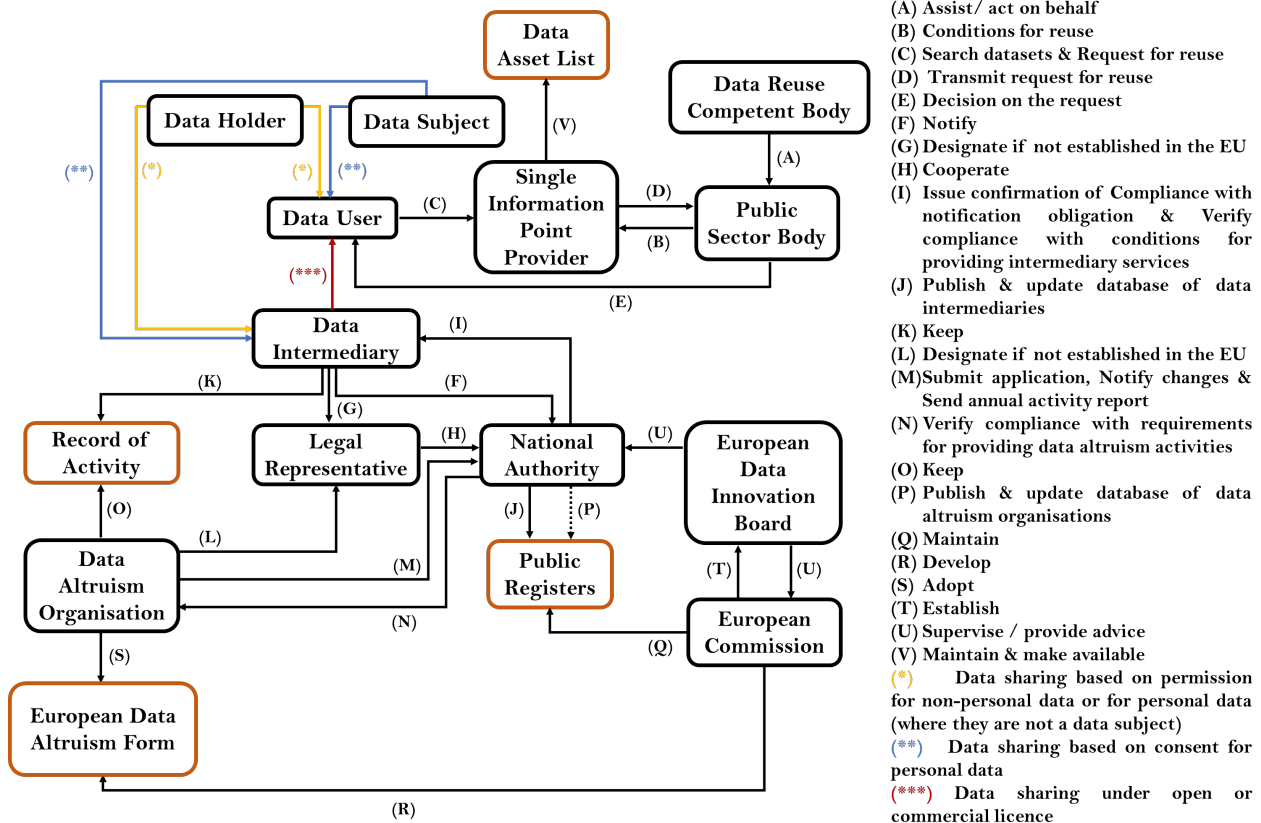 Data
Asset List
Data Reuse
Competent Body
Data Holder
Data Subject
(V)
(A)
(**)
(*)
(*)
(**)
Single
Information
Point
Provider
(D)
(B)
Public
Sector Body
Data User
(C)
(***)
(E)
Data
Intermediary
(I)
(K)
(F)
(G)
Record of
Activity
Legal
Representative
(H)
National
Authority
(U)
European
Data
Innovation
Board
(O)
(J)
(P)
(L)
Data
Altruism
Organisation
(M)
Public
Registers
(T)
(U)
(N)
European
Commission
(Q)
(S)
European Data
Altruism Form
(R)
(A) Assist/ act on behalf
(B) Conditions for reuse
(C) Search datasets & Request for reuse
(D) Transmit request for reuse
(E) Decision on the request
(F) Notify
(G) Designate if not established in the EU
(H) Cooperate
(I) Issue confirmation of Compliance with
notification obligation & Verify
compliance with conditions for
providing intermediary services
(J) Publish & update database of data
intermediaries
(K) Keep
(L) Designate if not established in the EU
(M)Submit application, Notify changes &
Send annual activity report
(N) Verify compliance with requirements
for providing data altruism activities
(O) Keep
(P) Publish & update database of data
altruism organisations
(Q) Maintain
(R) Develop
(S) Adopt
(T) Establish
(U) Supervise / provide advice
(V) Maintain & make available
(*) Data sharing based on permission
for non-personal data or for personal data
(where they are not a data subject)
(**) Data sharing based on consent for
personal data
(***) Data sharing under open or
commercial licence